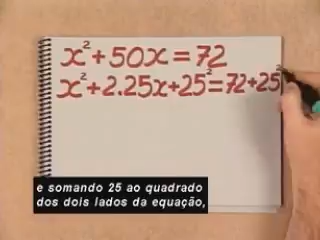 x² + 50x = 72
x² + 2.25x + 25² = 72 + 25²
e somando 25 ao quadrado
dos dois lados da equação,